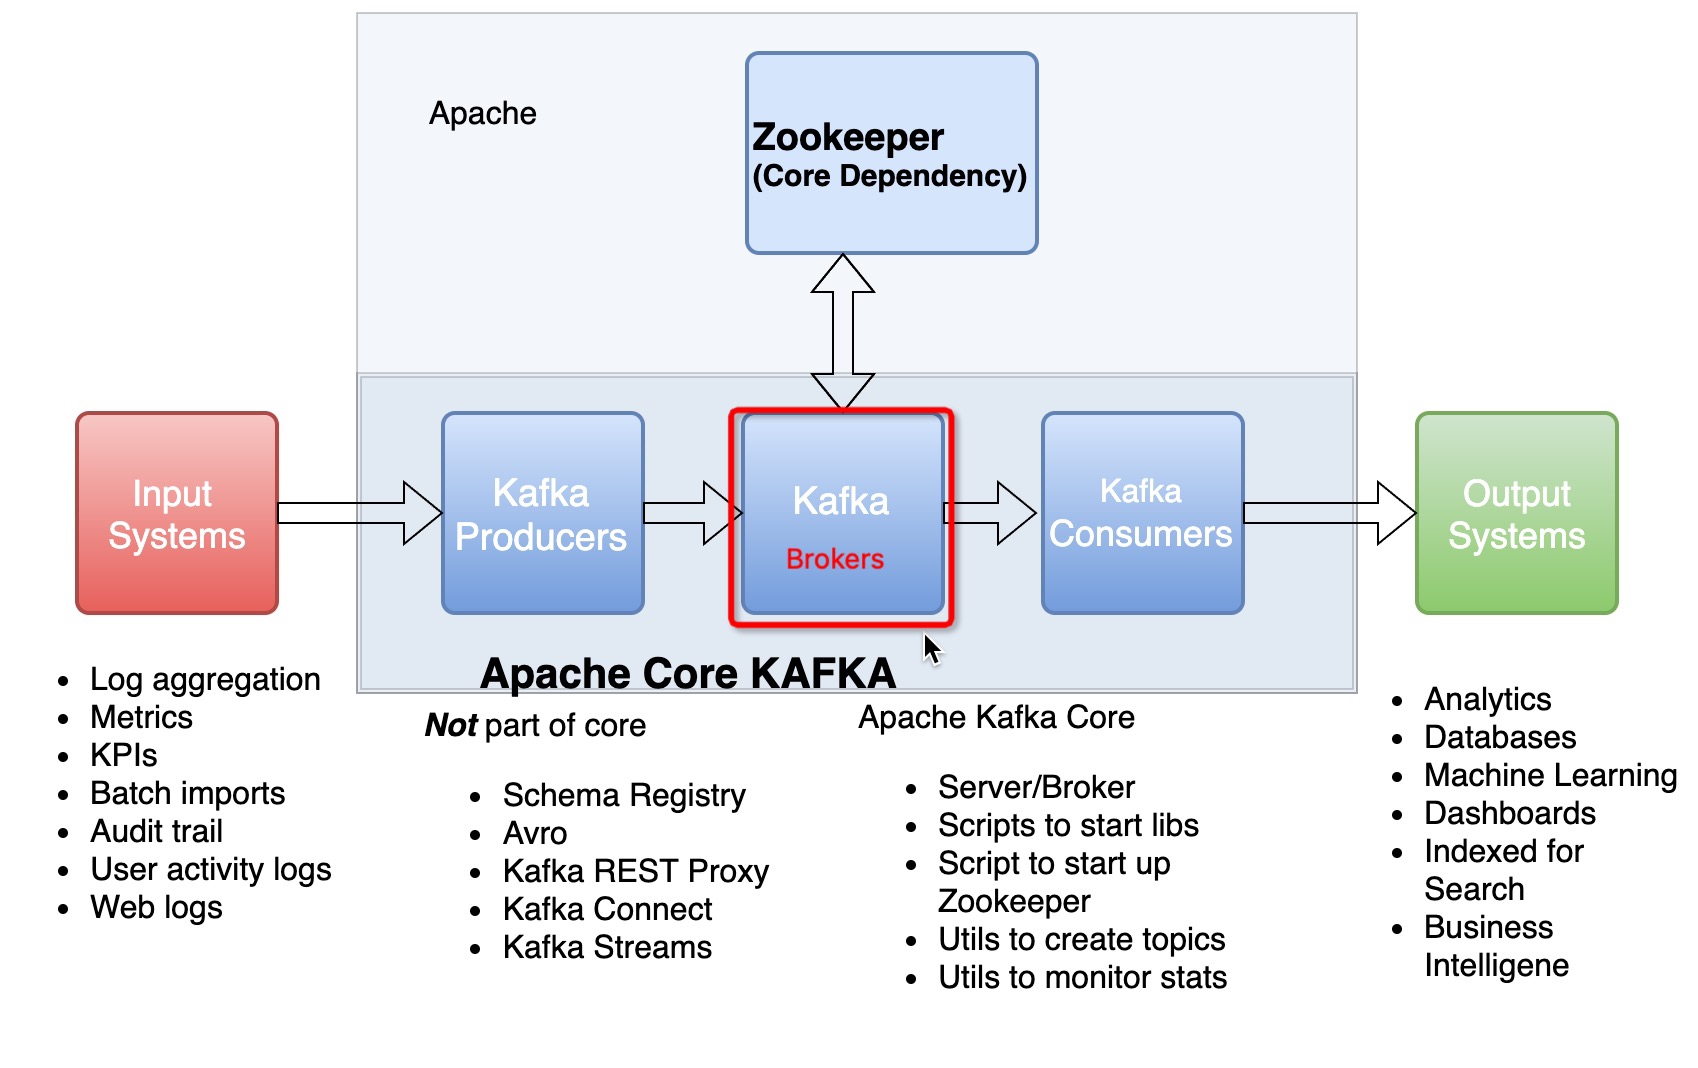 Apache
Zookeeper
(Core Dependency)
Input
Systems
Kafka
Producers
Kafka
Brokers
Kafka
Consumers
Output
Systems
Apache Core KAFKA
• Log aggregation
• Metrics
• KPIs
• Batch imports
• Audit trail
• User activity logs
• Web logs
Not part of core
• Schema Registry
• Avro
• Kafka REST Proxy
• Kafka Connect
• Kafka Streams
Apache Kafka Core
• Server/Broker
• Scripts to start libs
• Script to start up
Zookeeper
• Utils to create topics
• Utils to monitor stats
• Analytics
• Databases
• Machine Learning
• Dashboards
• Indexed for
Search
• Business
Intelligene